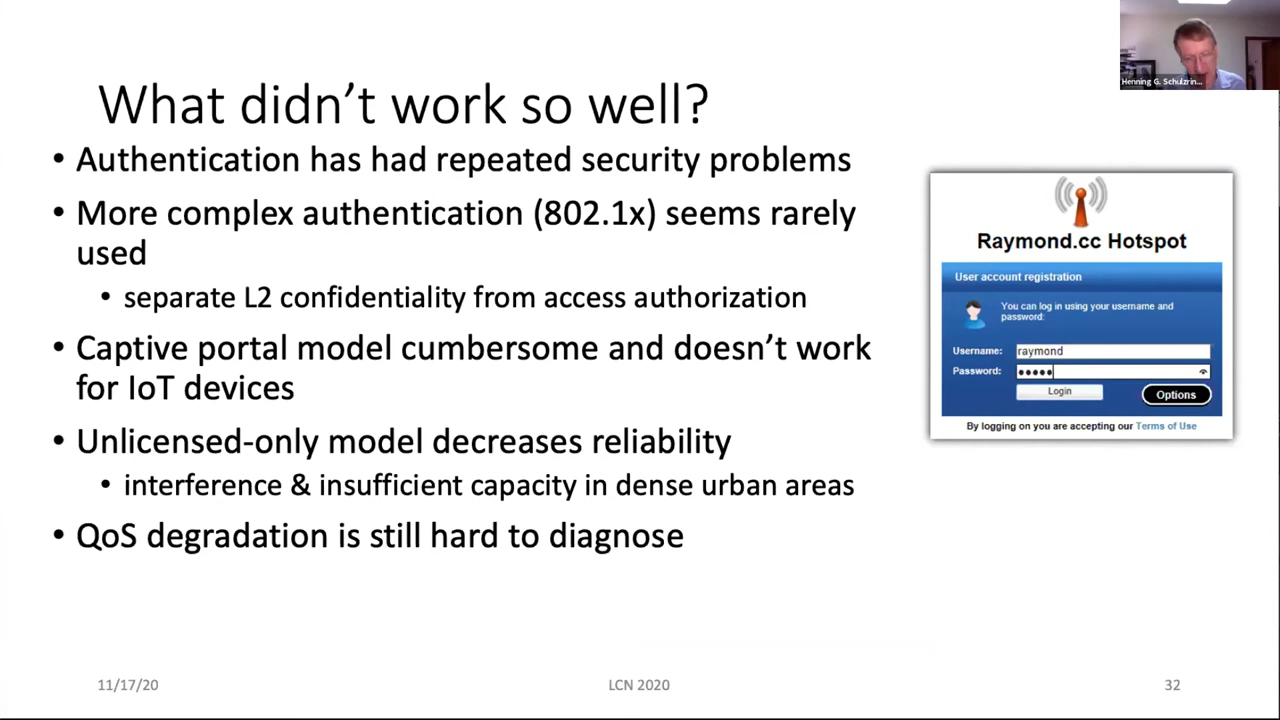 Henning G. Schulzrin...
What didn't work so well?
• Authentication has had repeated security problems
• More complex authentication (802.1x) seems rarely
used
• separate L2 confidentiality from access authorization
• Captive portal model cumbersome and doesn't work
for IoT devices
• Unlicensed-only model decreases reliability
• interference & insufficient capacity in dense urban areas
• QoS degradation is still hard to diagnose
Raymond.cc Hotspot
User account registration
You can log in using your username and
password:
Username: raymond
Password: •••••
Login
Options
By logging on you are accepting our Terms of Use
11/17/20
LCN 2020
32